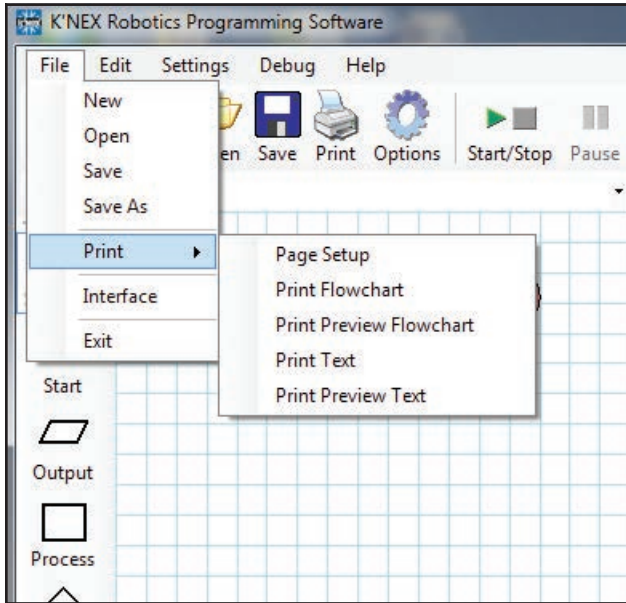 K'NEX Robotics Programming Software
File Edit Settings Debug Help
New
Open
Save
Save As
Print
Interface
Exit
en Save Print Options Start/Stop Pause
Page Setup
Print Flowchart
Print Preview Flowchart
Print Text
Print Preview Text
Start
Output
Process